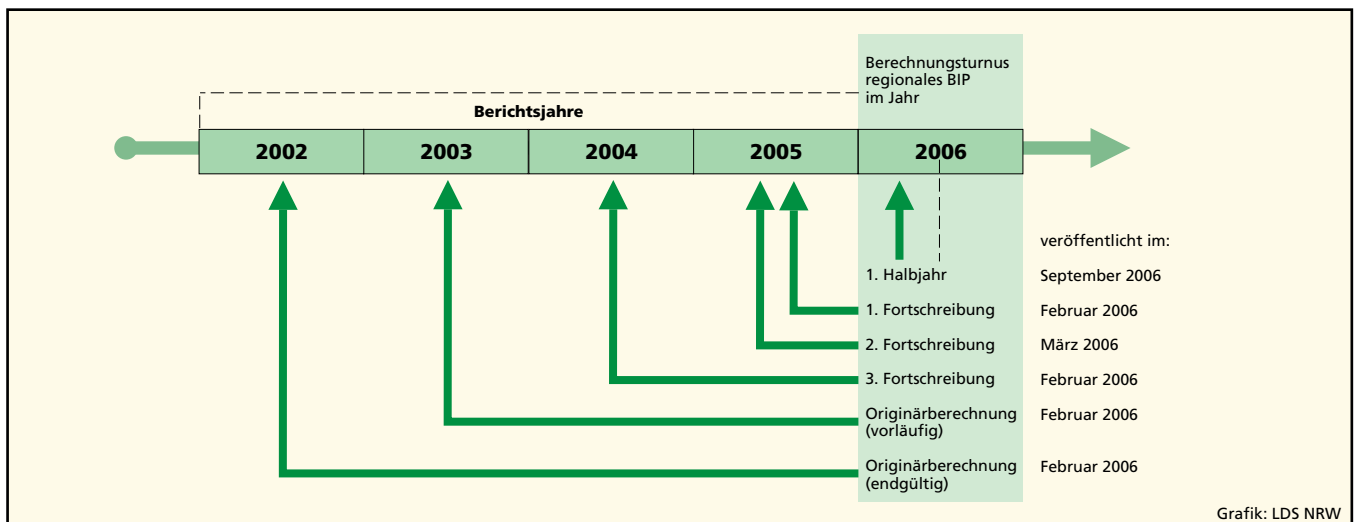 Berechnungsturnus
regionales BIP
im Jahr
Berichtsjahre
2002 2003 2004 2005 2006
veröffentlicht im:
1. Halbjahr September 2006
1. Fortschreibung Februar 2006
2. Fortschreibung März 2006
3. Fortschreibung Februar 2006
Originärberechnung Februar 2006
(vorläufig)
Originärberechnung Februar 2006
(endgültig)
Grafik: LDS NRW